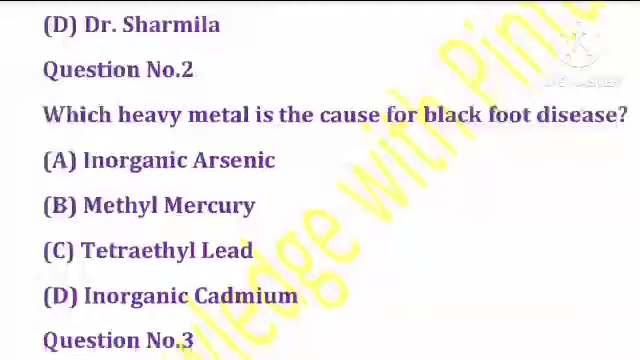 (D) Dr. Sharmila
Question No.2
Which heavy metal is the cause for black foot disease?
(A) Inorganic Arsenic
(B) Methyl Mercury
(C) Tetraethyl Lead
(D) Inorganic Cadmium
Question No.3
with